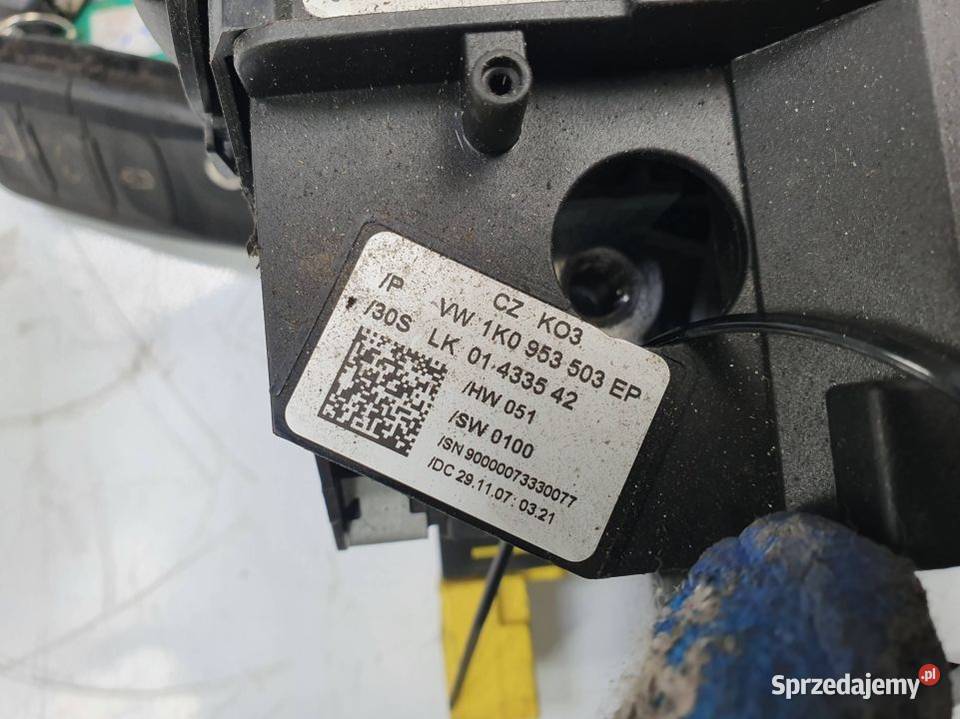 CZ KO3
/P VW 1K0 953 503 EP
/30S LK 01 4335 42
/HW 051
/SW 0100
/SN 90000073330077
/DC 29.11.07: 03.21
Sprzedajemy.pl